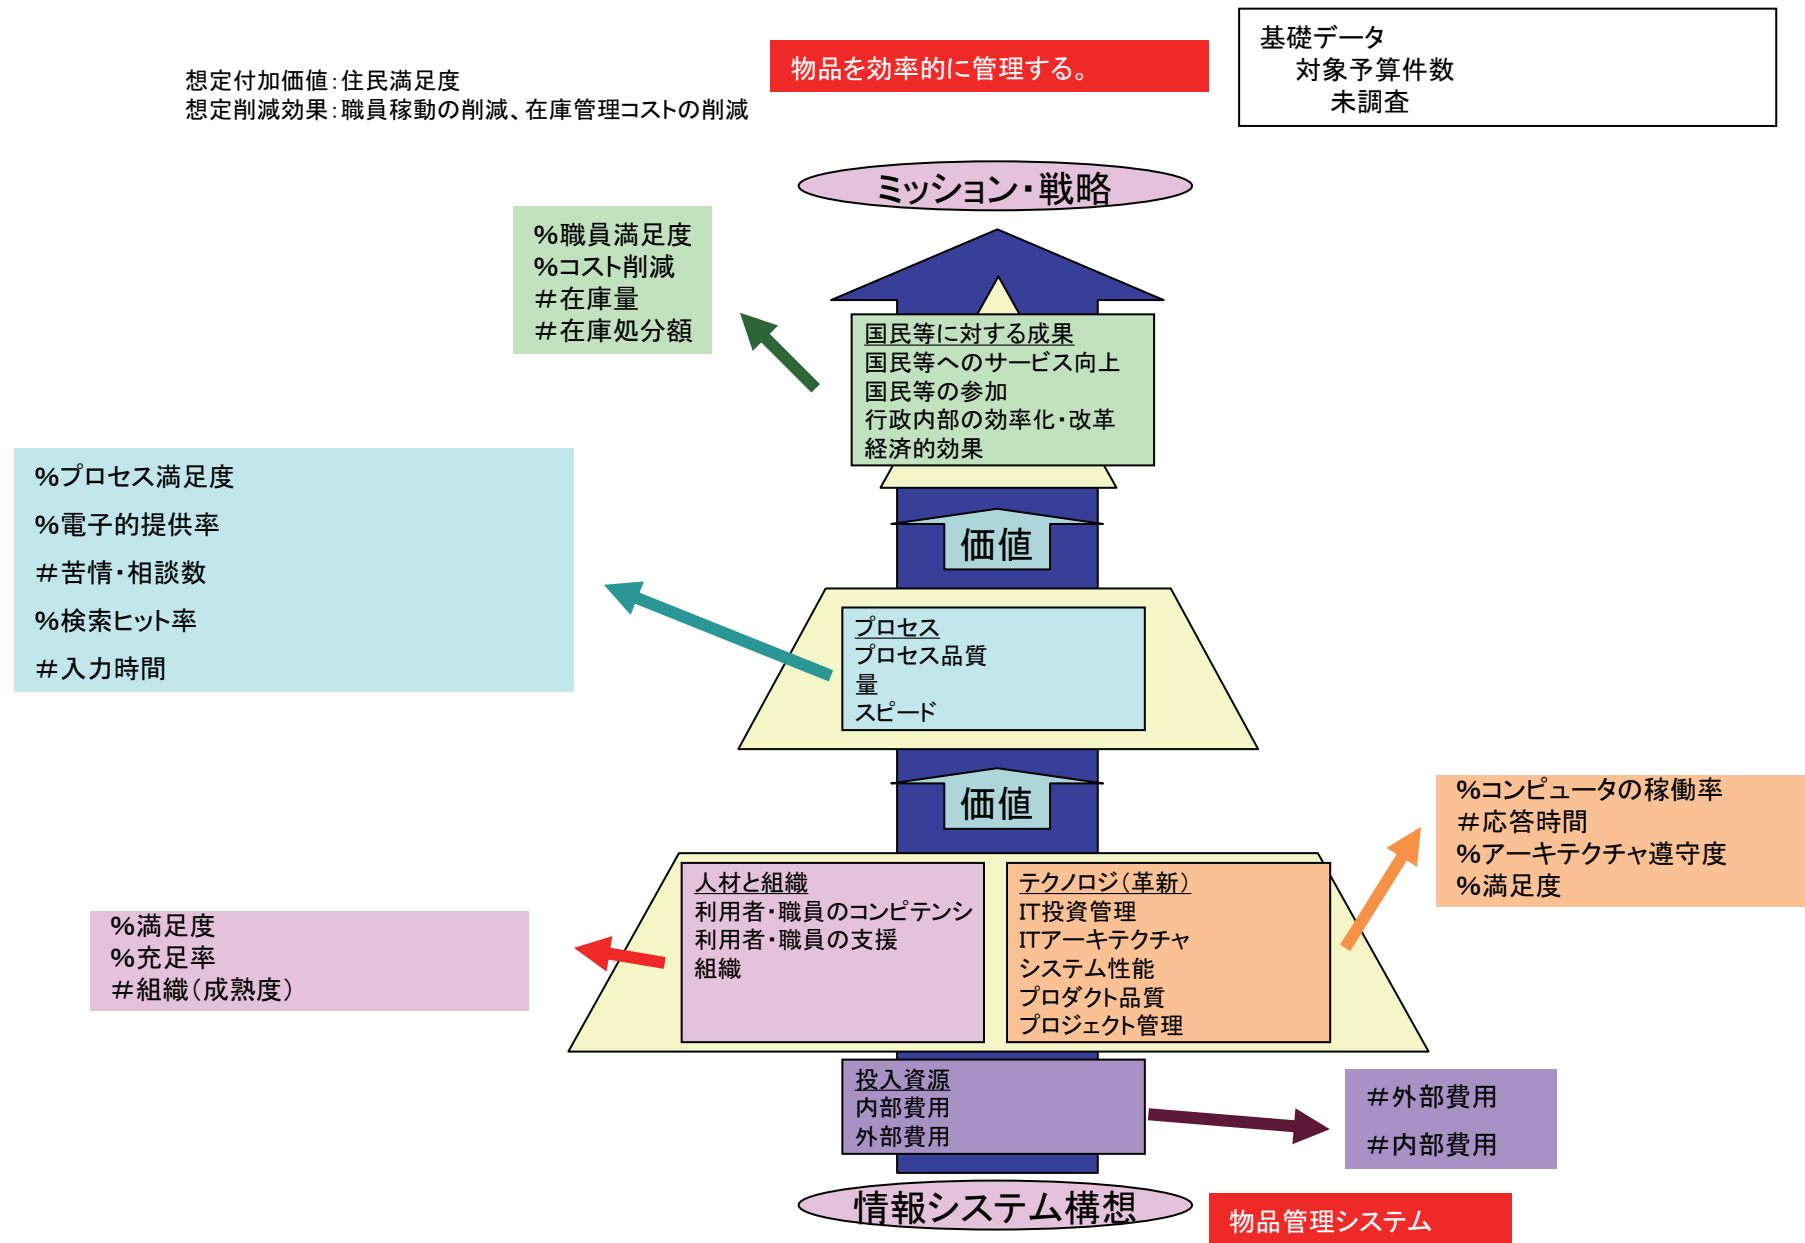 物品を効率的に管理する。
基礎データ
対象予算件数
未調査
想定付加価値：住民満足度
想定削減効果：職員稼動の削減、在庫管理コストの削減
ミッション・戦略
%職員満足度
%コスト削減
＃在庫量
＃在庫処分額
国民等に対する成果
国民等へのサービス向上
国民等の参加
行政内部の効率化・改革
経済的効果
%プロセス満足度
%電子的提供率
＃苦情・相談数
%検索ヒット率
＃入力時間
価値
プロセス
プロセス品質
量
スピード
価値
%コンピュータの稼働率
＃応答時間
%アーキテクチャ遵守度
%満足度
人材と組織
利用者・職員のコンピテンシ
利用者・職員の支援
組織
テクノロジ（革新）
IT投資管理
ITアーキテクチャ
システム性能
プロダクト品質
プロジェクト管理
%満足度
%充足率
＃組織（成熟度）
投入資源
内部費用
外部費用
＃外部費用
＃内部費用
情報システム構想
物品管理システム